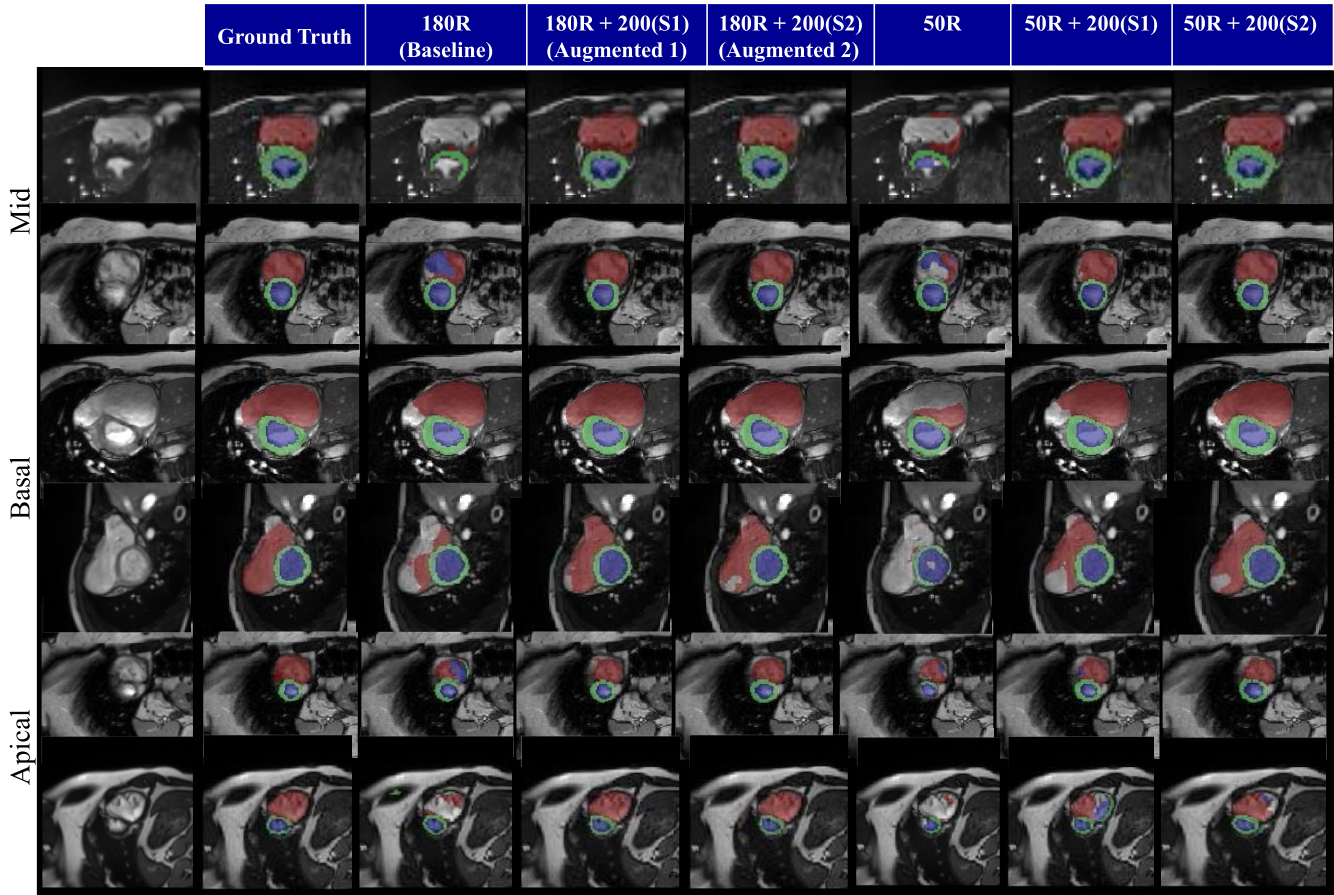 Ground Truth
180R
(Baseline)
180R + 200(S1)
(Augmented 1)
180R + 200(S2)
(Augmented 2)
50R
50R + 200(S1)
50R + 200(S2)
Mid
Basal
Apical